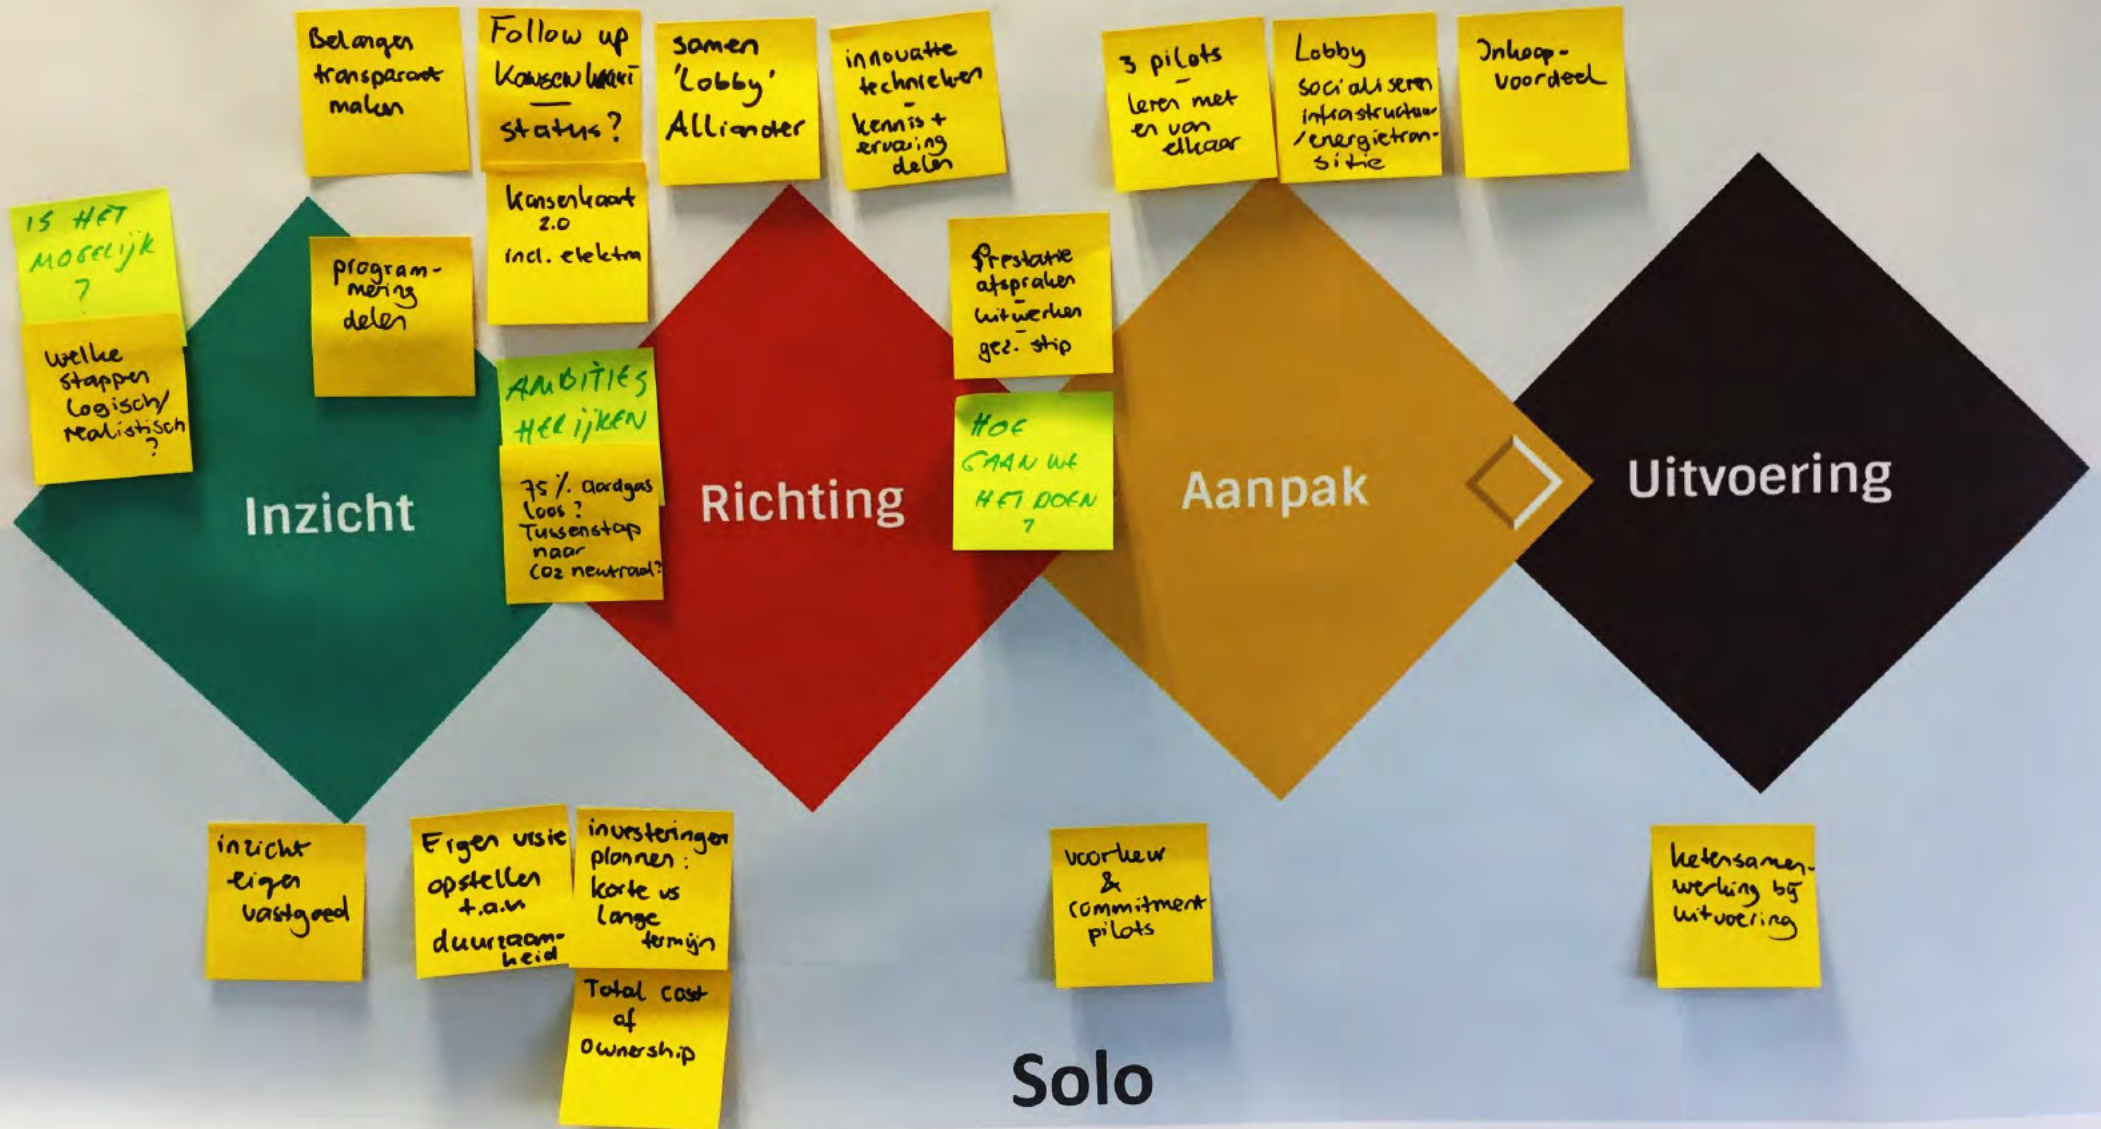 Belangen
transparant
maken
Follow up
Kansenkaart
status?
samen
'Lobby'
Alliander
innovatie
technieken
-
kennis +
ervaring
delen
3 pilots
-
leren met
en van
elkaar
Lobby
socialiseren
infrastructuur
/energietran-
sitie
Inkoop-
voordeel
IS HET
MOGELIJK
?
welke
stappen
logisch/
realistisch
?
program-
mering
delen
kansenkaart
2.0
incl. elektra
AMBITIES
HERIJKEN
75% aardgas
loos?
Tussenstap
naar
CO2 neutraal?
Prestatie
afspraken
-
uitwerken
-
gez. stip
HOE
GAAN WE
HET DOEN
?
Inzicht
Richting
Aanpak
Uitvoering
inzicht
eigen
vastgoed
Eigen visie
opstellen
t.a.v.
duurzaam-
heid
investeringen
plannen:
korte vs
lange
termijn
Total cost
of
ownership
voorkeur
&
commitment
pilots
ketensamen-
werking bij
uitvoering
Solo